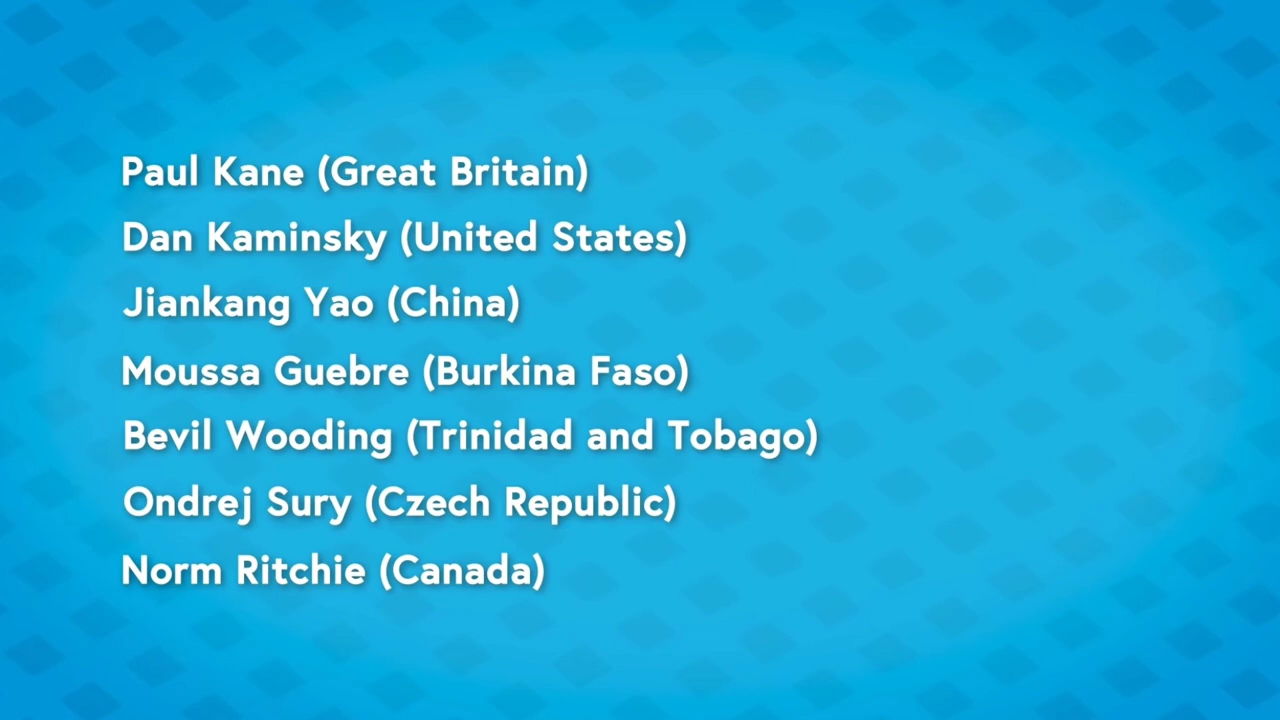 Paul Kane (Great Britain)
Dan Kaminsky (United States)
Jiankang Yao (China)
Moussa Guebre (Burkina Faso)
Bevil Wooding (Trinidad and Tobago)
Ondrej Sury (Czech Republic)
Norm Ritchie (Canada)